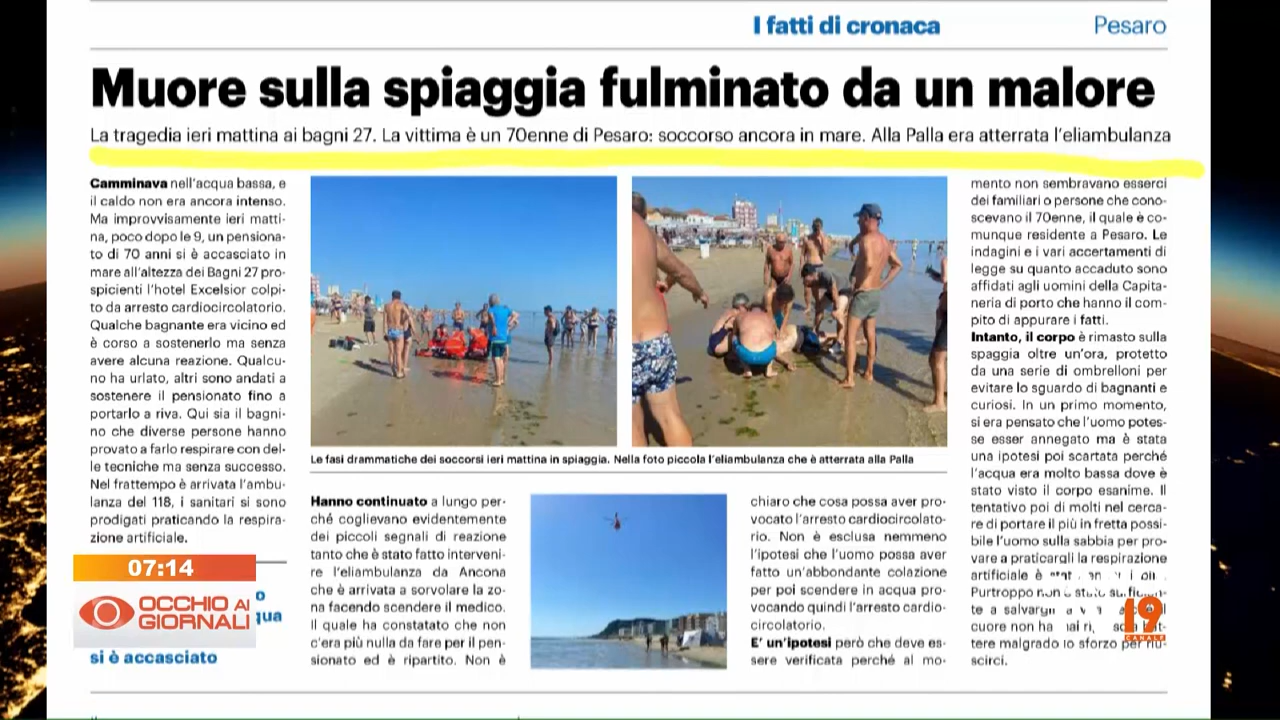 I fatti di cronaca
Pesaro
Muore sulla spiaggia fulminato da un malore
La tragedia ieri mattina ai bagni 27. La vittima è un 70enne di Pesaro: soccorso ancora in mare. Alla Palla era atterrata l'eliambulanza
Camminava nell'acqua bassa, e
il caldo non era ancora intenso.
Ma improvvisamente ieri matti-
na, poco dopo le 9, un pensiona-
to di 70 anni si è accasciato in
mare all'altezza dei Bagni 27 pro-
spicienti l'hotel Excelsior colpi-
to da arresto cardiocircolatorio.
Qualche bagnante era vicino ed
è corso a sostenerlo ma senza
avere alcuna reazione. Qualcu-
no ha urlato, altri sono andati a
sostenere il pensionato fino a
portarlo a riva. Qui sia il bagni-
no che diverse persone hanno
provato a farlo respirare con del-
le tecniche ma senza successo.
Nel frattempo è arrivata l'ambu-
lanza del 118, i sanitari si sono
prodigati praticando la respira-
zione artificiale.
si è accasciato
Le fasi drammatiche dei soccorsi ieri mattina in spiaggia. Nella foto piccola l'eliambulanza che è atterrata alla Palla
Hanno continuato a lungo per-
ché coglievano evidentemente
dei piccoli segnali di reazione
tanto che è stato fatto interveni-
re l'eliambulanza da Ancona
che è arrivata a sorvolare la zo-
na facendo scendere il medico.
Il quale ha constatato che non
c'era più nulla da fare per il pen-
sionato ed è ripartito. Non è
chiaro che cosa possa aver pro-
vocato l'arresto cardiocircolato-
rio. Non è esclusa nemmeno
l'ipotesi che l'uomo possa aver
fatto un'abbondante colazione
per poi scendere in acqua pro-
vocando quindi l'arresto cardio-
circolatorio.
E' un'ipotesi però che deve es-
sere verificata perché al mo-
mento non sembravano esserci
dei familiari o persone che cono-
scevano il 70enne, il quale è co-
munque residente a Pesaro. Le
indagini e i vari accertamenti di
legge su quanto accaduto sono
affidati agli uomini della Capita-
neria di porto che hanno il com-
pito di appurare i fatti.
Intanto, il corpo è rimasto sulla
spaggia oltre un'ora, protetto
da una serie di ombrelloni per
evitare lo sguardo di bagnanti e
curiosi. In un primo momento,
si era pensato che l'uomo potes-
se esser annegato ma è stata
una ipotesi poi scartata perché
l'acqua era molto bassa dove è
stato visto il corpo esanime. Il
tentativo poi di molti nel cerca-
re di portare il più in fretta possi-
bile l'uomo sulla sabbia per pro-
vare a praticargli la respirazione
artificiale è
Purtroppo non è stato sufficien-
te a
cuore non ha
tere malgrado lo sforzo per riu-
scirci.
07:14
OCCHIO AI
GIORNALI
19
CANALE